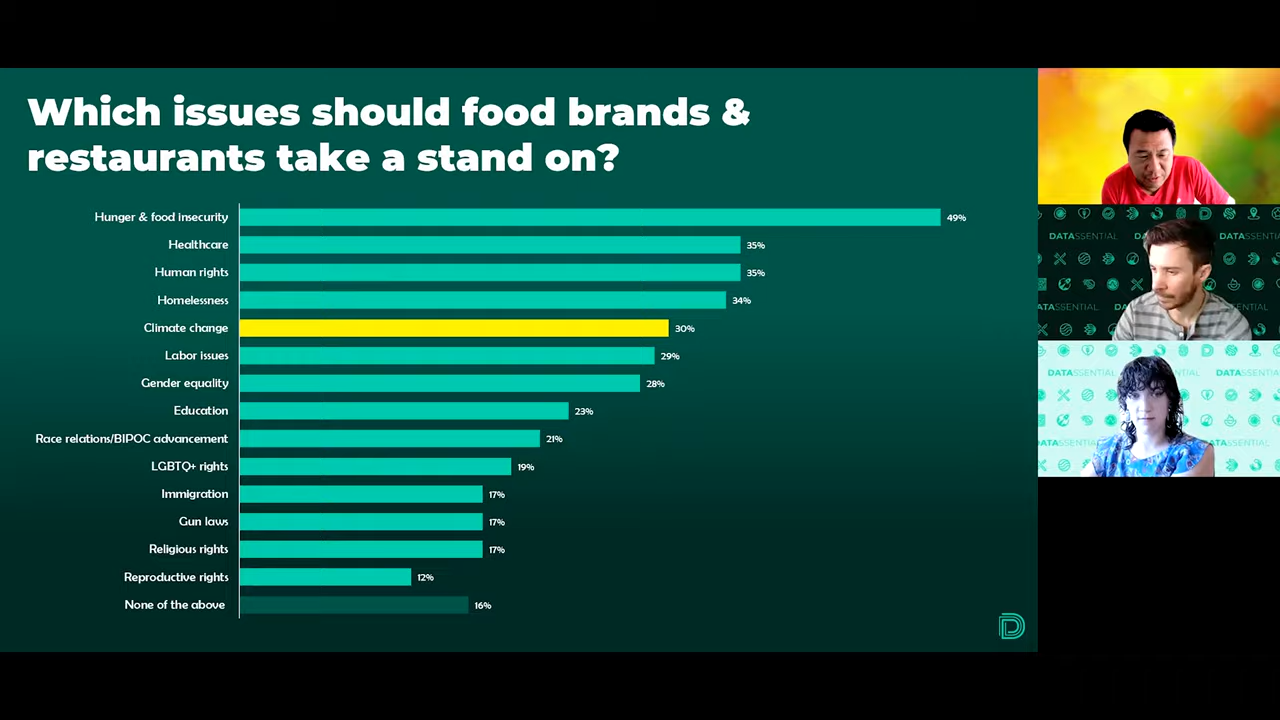 Which issues should food brands &
restaurants take a stand on?
Hunger & food insecurity 49%
Healthcare 35%
Human rights 35%
Homelessness 34%
Climate change 30%
Labor issues 29%
Gender equality 28%
Education 23%
Race relations/BIPOC advancement 21%
LGBTQ+ rights 19%
Immigration 17%
Gun laws 17%
Religious rights 17%
Reproductive rights 12%
None of the above 16%
D
DATASSENTIAL
DATASSENTIAL
DATASSENTIAL